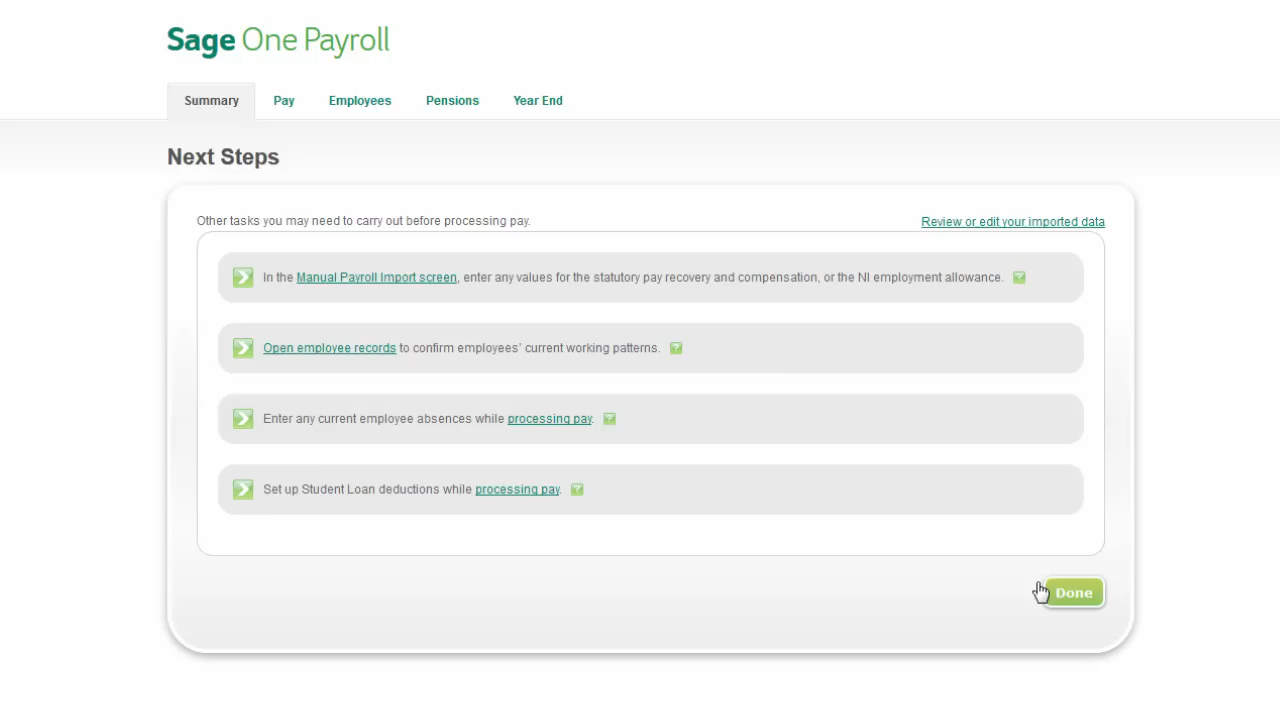 Sage One Payroll
Summary Pay Employees Pensions Year End
Next Steps
Other tasks you may need to carry out before processing pay. Review or edit your imported data
In the Manual Payroll Import screen, enter any values for the statutory pay recovery and compensation, or the NI employment allowance. ?
Open employee records to confirm employees' current working patterns. ?
Enter any current employee absences while processing pay. ?
Set up Student Loan deductions while processing pay. ?
Done